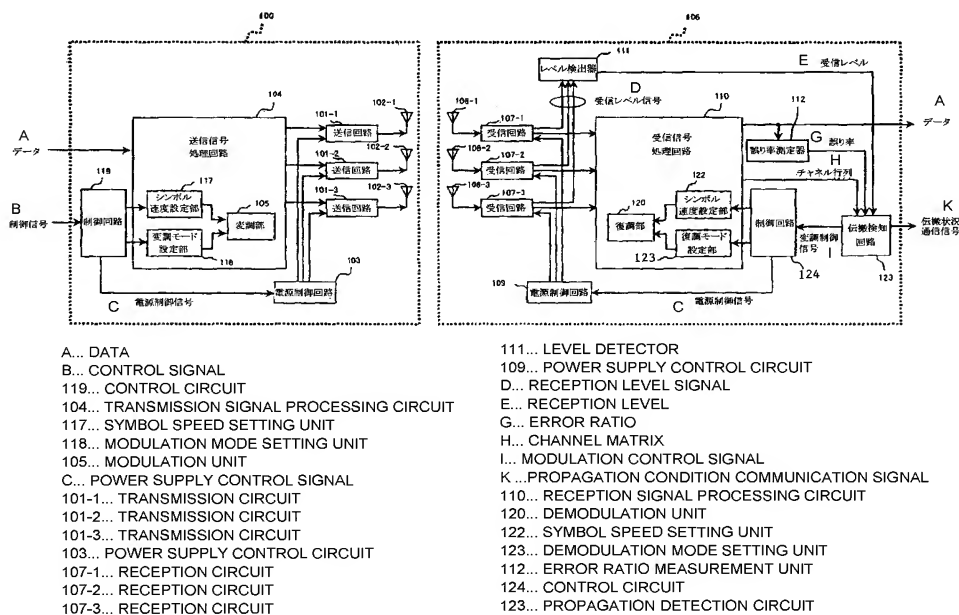 100
106
111
レベル検出器
E 受信レベル
D
受信レベル信号
104
101-1
102-1
106-1
107-1
110
112
A
データ
送信信号
処理回路
送信回路
受信回路
受信信号
処理回路
誤り率測定器
G 誤り率
A
データ
H
チャネル行列
101-2
102-2
106-2
107-2
送信回路
受信回路
119
117
シンボル
速度設定部
105
101-3
102-3
106-3
107-3
122
シンボル
速度設定部
120
K
B
制御信号
制御回路
変調部
送信回路
受信回路
復調部
制御回路
変調制御
信号
I
伝搬検知
回路
伝搬状況
通信信号
変調モード
設定部
118
復調モード
設定部
123
124
123
103
109
C 電源制御信号
電源制御回路
電源制御回路
C
電源制御信号
A... DATA
B... CONTROL SIGNAL
119... CONTROL CIRCUIT
104... TRANSMISSION SIGNAL PROCESSING CIRCUIT
117... SYMBOL SPEED SETTING UNIT
118... MODULATION MODE SETTING UNIT
105... MODULATION UNIT
C... POWER SUPPLY CONTROL SIGNAL
101-1... TRANSMISSION CIRCUIT
101-2... TRANSMISSION CIRCUIT
101-3... TRANSMISSION CIRCUIT
103... POWER SUPPLY CONTROL CIRCUIT
107-1... RECEPTION CIRCUIT
107-2... RECEPTION CIRCUIT
107-3... RECEPTION CIRCUIT
111... LEVEL DETECTOR
109... POWER SUPPLY CONTROL CIRCUIT
D... RECEPTION LEVEL SIGNAL
E... RECEPTION LEVEL
G... ERROR RATIO
H... CHANNEL MATRIX
I... MODULATION CONTROL SIGNAL
K ...PROPAGATION CONDITION COMMUNICATION SIGNAL
110... RECEPTION SIGNAL PROCESSING CIRCUIT
120... DEMODULATION UNIT
122... SYMBOL SPEED SETTING UNIT
123... DEMODULATION MODE SETTING UNIT
112... ERROR RATIO MEASUREMENT UNIT
124... CONTROL CIRCUIT
123... PROPAGATION DETECTION CIRCUIT